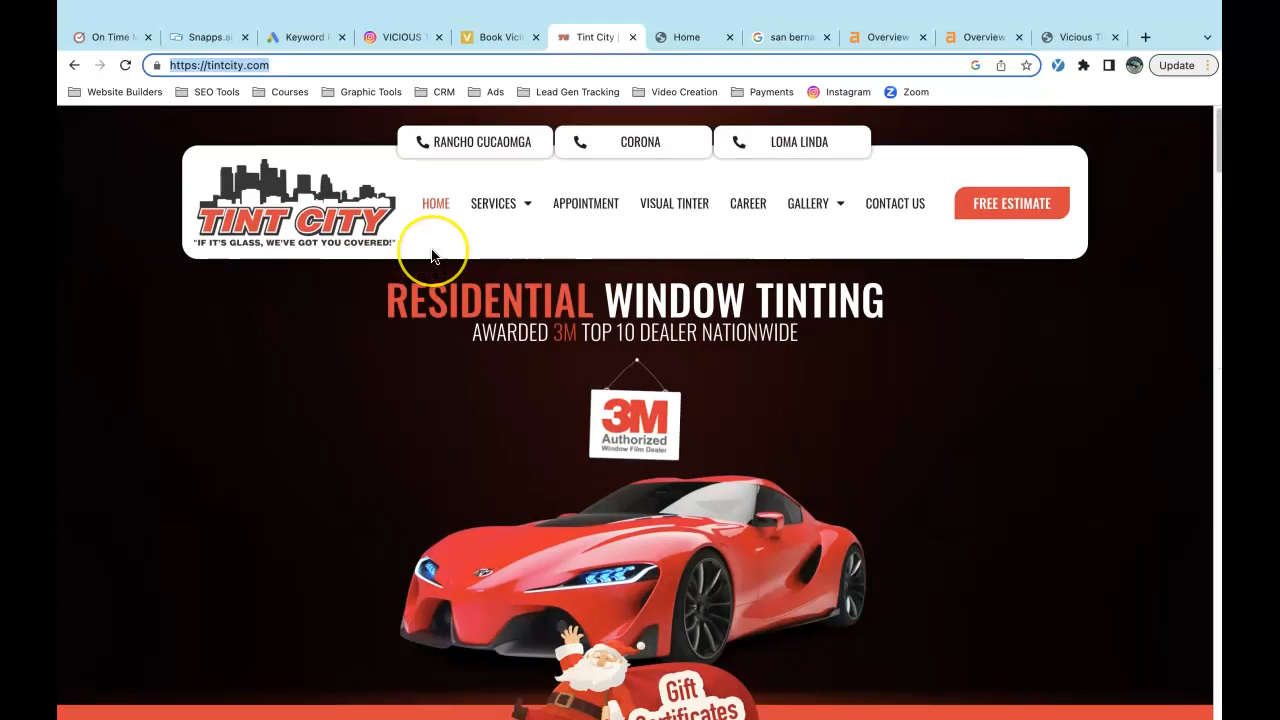 On Time M
Snapps.ai
Keyword P
VICIOUS T
Book Vici
Tint City |
Home
san berna
Overview
Overview
Vicious Ti
https://tintcity.com
Update
Website Builders
SEO Tools
Courses
Graphic Tools
CRM
Ads
Lead Gen Tracking
Video Creation
Payments
Instagram
Zoom
RANCHO CUCAOMGA
CORONA
LOMA LINDA
TINT CITY
"IF IT'S GLASS, WE'VE GOT YOU COVERED!"
HOME
SERVICES
APPOINTMENT
VISUAL TINTER
CAREER
GALLERY
CONTACT US
FREE ESTIMATE
RESIDENTIAL WINDOW TINTING
AWARDED 3M TOP 10 DEALER NATIONWIDE
3M
Authorized
Window Film Dealer
Gift
Certificates